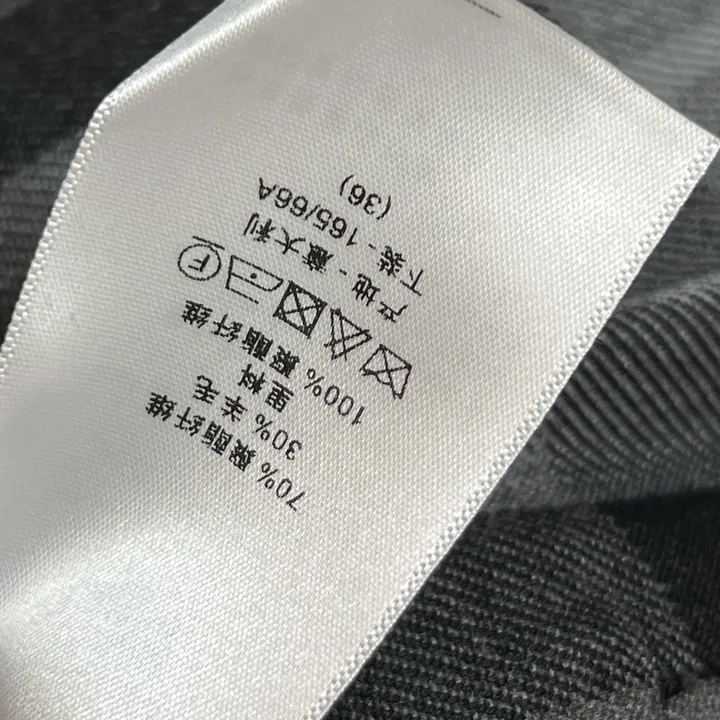 70% 聚酯纤维
30% 羊毛
里料
100% 聚酯纤维
F
产地 - 意大利
下装 - 165/66A
(36)